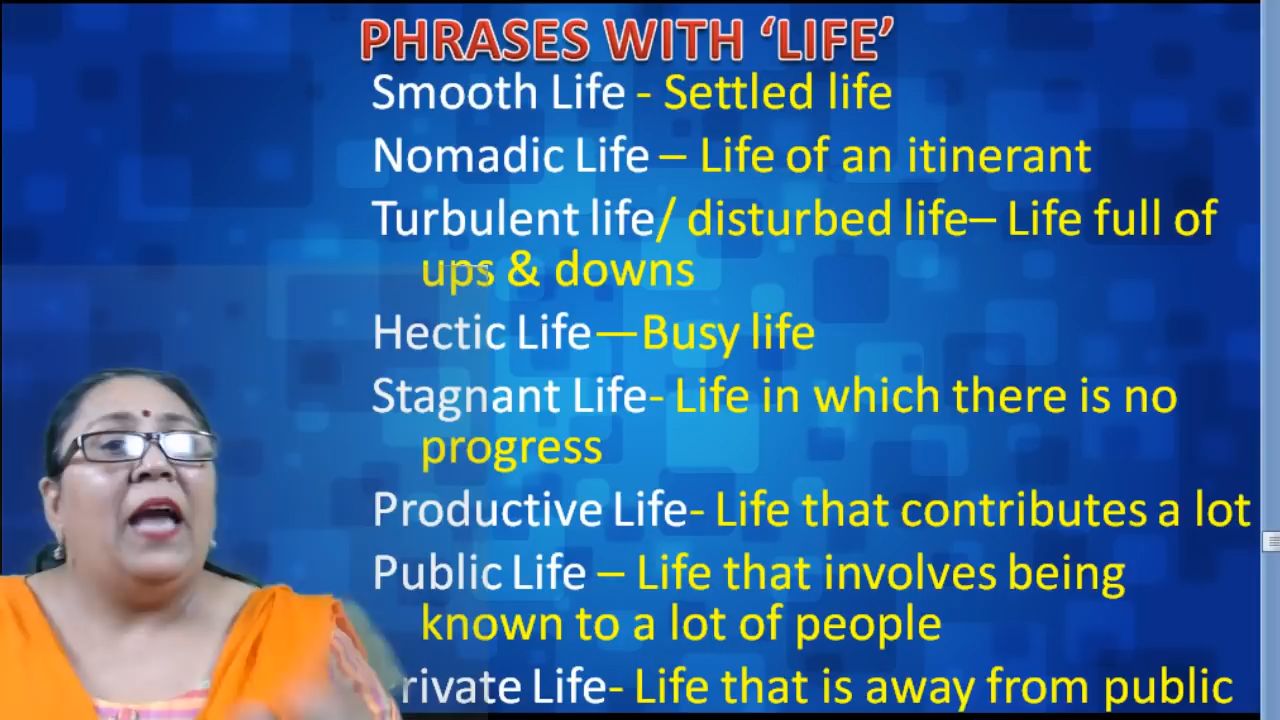 PHRASES WITH ‘LIFE’
Smooth Life - Settled life
Nomadic Life – Life of an itinerant
Turbulent life/ disturbed life– Life full of
ups & downs
Hectic Life—Busy life
Stagnant Life- Life in which there is no
progress
Productive Life- Life that contributes a lot
Public Life – Life that involves being
known to a lot of people
rivate Life- Life that is away from public